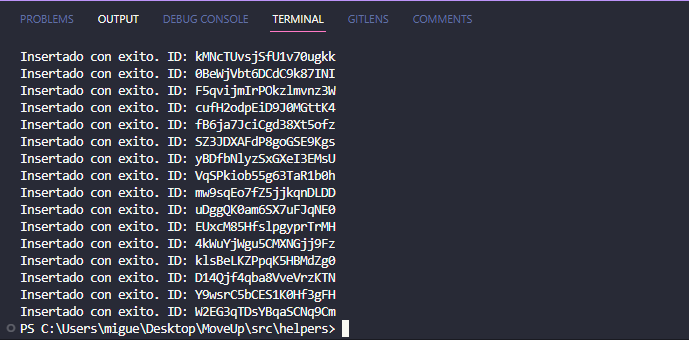 PROBLEMS OUTPUT DEBUG CONSOLE TERMINAL GITLENS COMMENTS
Insertado con exito. ID: kMNcTUvsjSfU1v70ugkk
Insertado con exito. ID: 0BeWjVbt6DCdC9k87INI
Insertado con exito. ID: F5qvijmIrPOkzlmvnz3W
Insertado con exito. ID: cufH2odpEiD9J0MGttK4
Insertado con exito. ID: fB6ja7JciCgd38Xt5ofz
Insertado con exito. ID: SZ3JDXAFdP8goGSE9Kgs
Insertado con exito. ID: yBDfbNlyzSxGXeI3EMsU
Insertado con exito. ID: VqSPkiob55g63TaR1b0h
Insertado con exito. ID: mw9sqEo7fZ5jjkqnDLDD
Insertado con exito. ID: uDggQK0am6SX7uFJqNE0
Insertado con exito. ID: EUxcM85HfslpgyprTrMH
Insertado con exito. ID: 4kWuYjWgu5CMXNGjj9Fz
Insertado con exito. ID: klsBeLKZPpqK5HBMdZg0
Insertado con exito. ID: D14Qjf4qba8VveVrzKTN
Insertado con exito. ID: Y9wsrC5bCES1K0Hf3gFH
Insertado con exito. ID: W2EG3qTDsYBqaSCNq9Cm
PS C:\Users\migue\Desktop\MoveUp\src\helpers>